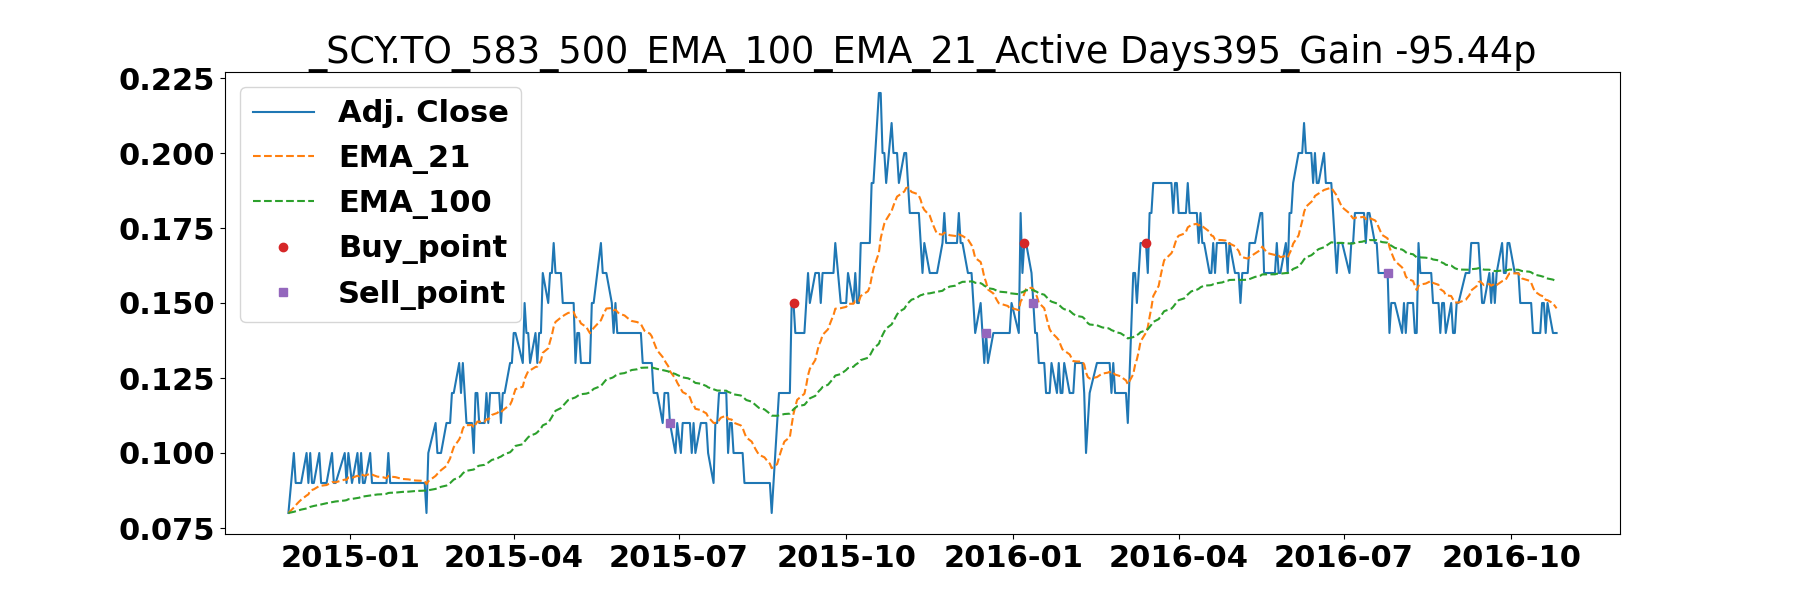 _SCY.TO_583_500_EMA_100_EMA_21_Active Days395_Gain -95.44p
0.225
0.200
0.175
0.150
0.125
0.100
0.075
Adj. Close
EMA_21
EMA_100
Buy_point
Sell_point
2015-01 2015-04 2015-07 2015-10 2016-01 2016-04 2016-07 2016-10